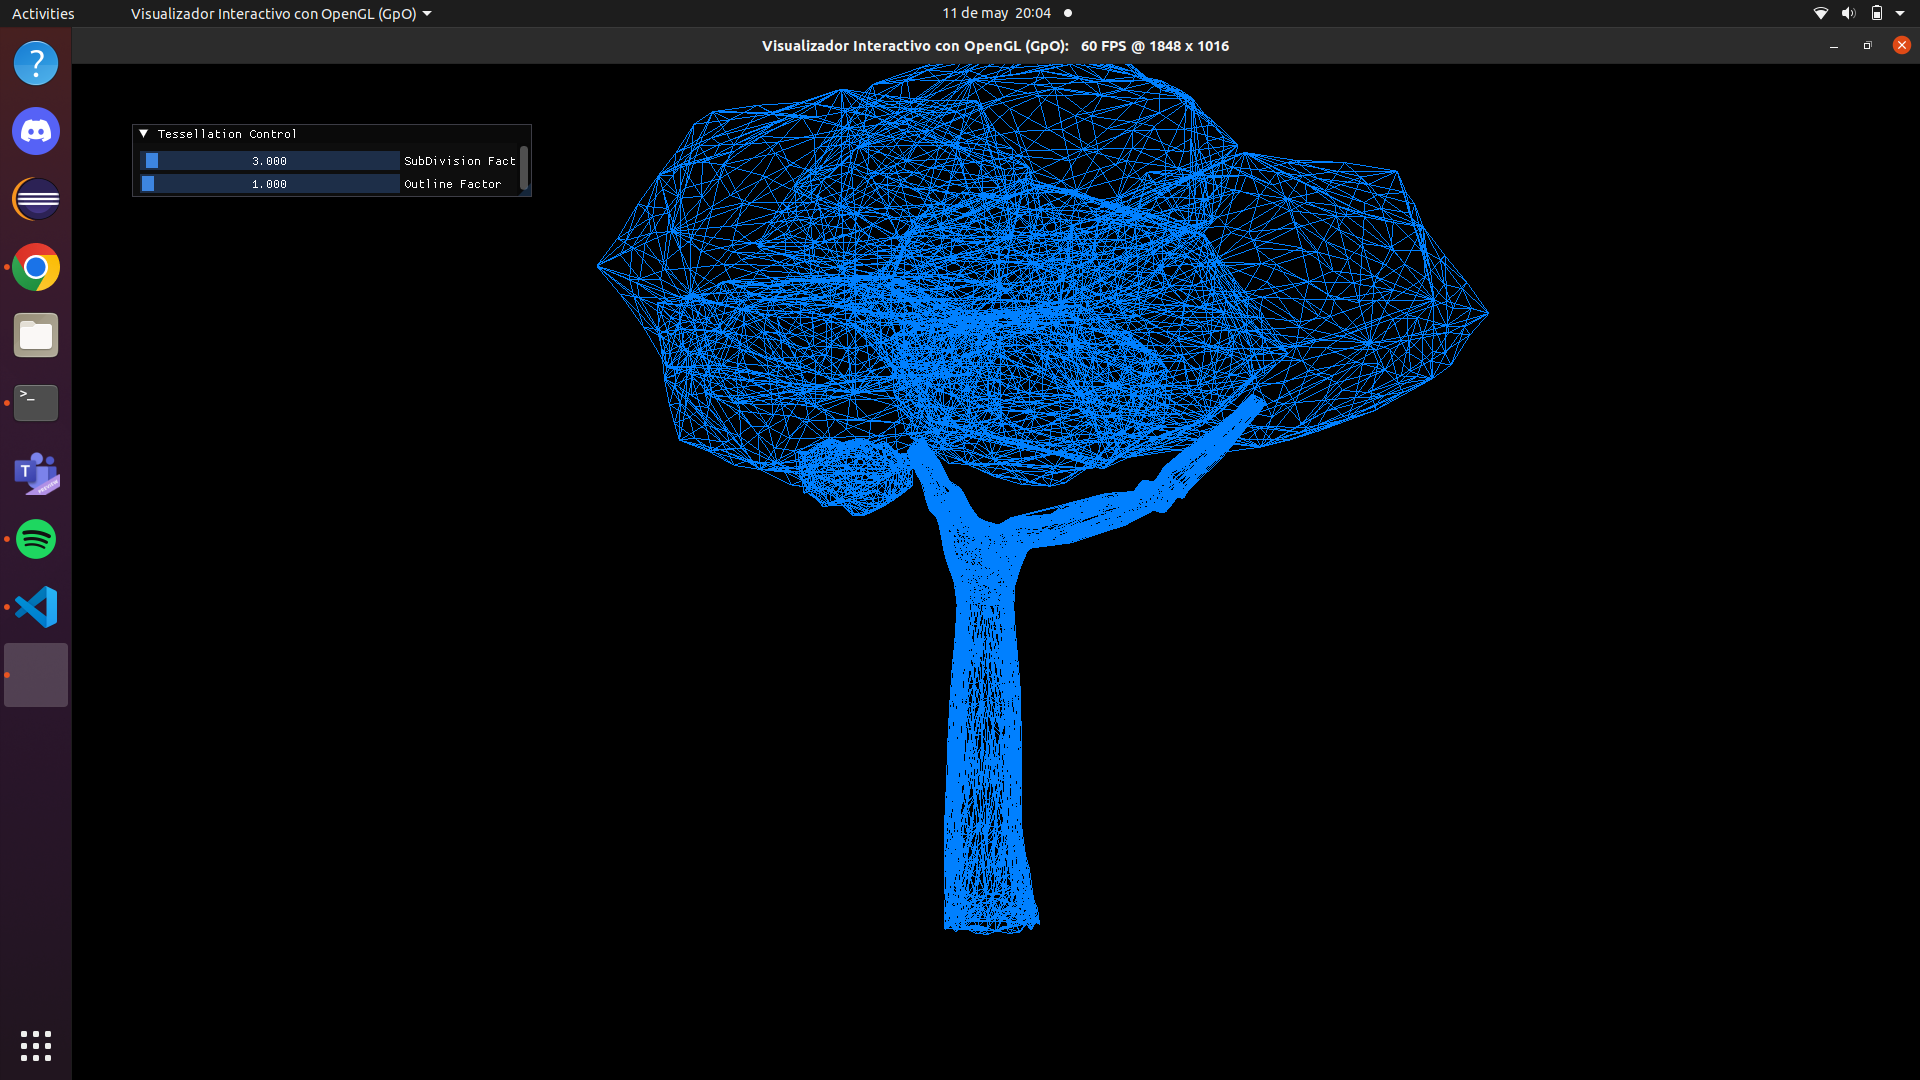 Activities
Visualizador Interactivo con OpenGL (GpO)
11 de may 20:04
Visualizador Interactivo con OpenGL (GpO): 60 FPS @ 1848 x 1016
Tessellation Control
3.000 SubDivision Fact
1.000 Outline Factor
?
>_
T
PREVIEW